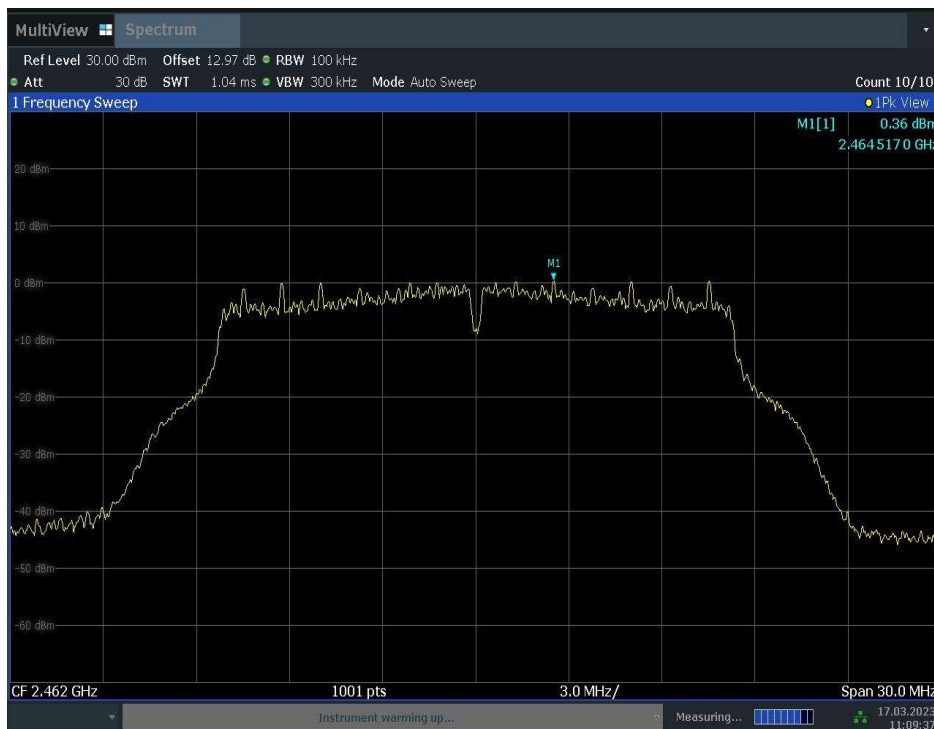 MultiView Spectrum
Ref Level 30.00 dBm Offset 12.97 dB RBW 100 kHz
Att 30 dB SWT 1.04 ms VBW 300 kHz Mode Auto Sweep Count 10/10
1 Frequency Sweep 1Pk View
M1[1] 0.36 dBm
2.4645170 GHz
20 dBm
10 dBm
M1
0 dBm
-10 dBm
-20 dBm
-30 dBm
-40 dBm
-50 dBm
-60 dBm
CF 2.462 GHz 1001 pts 3.0 MHz/ Span 30.0 MHz
Instrument warming up... Measuring... 17.03.2023
11:09:37